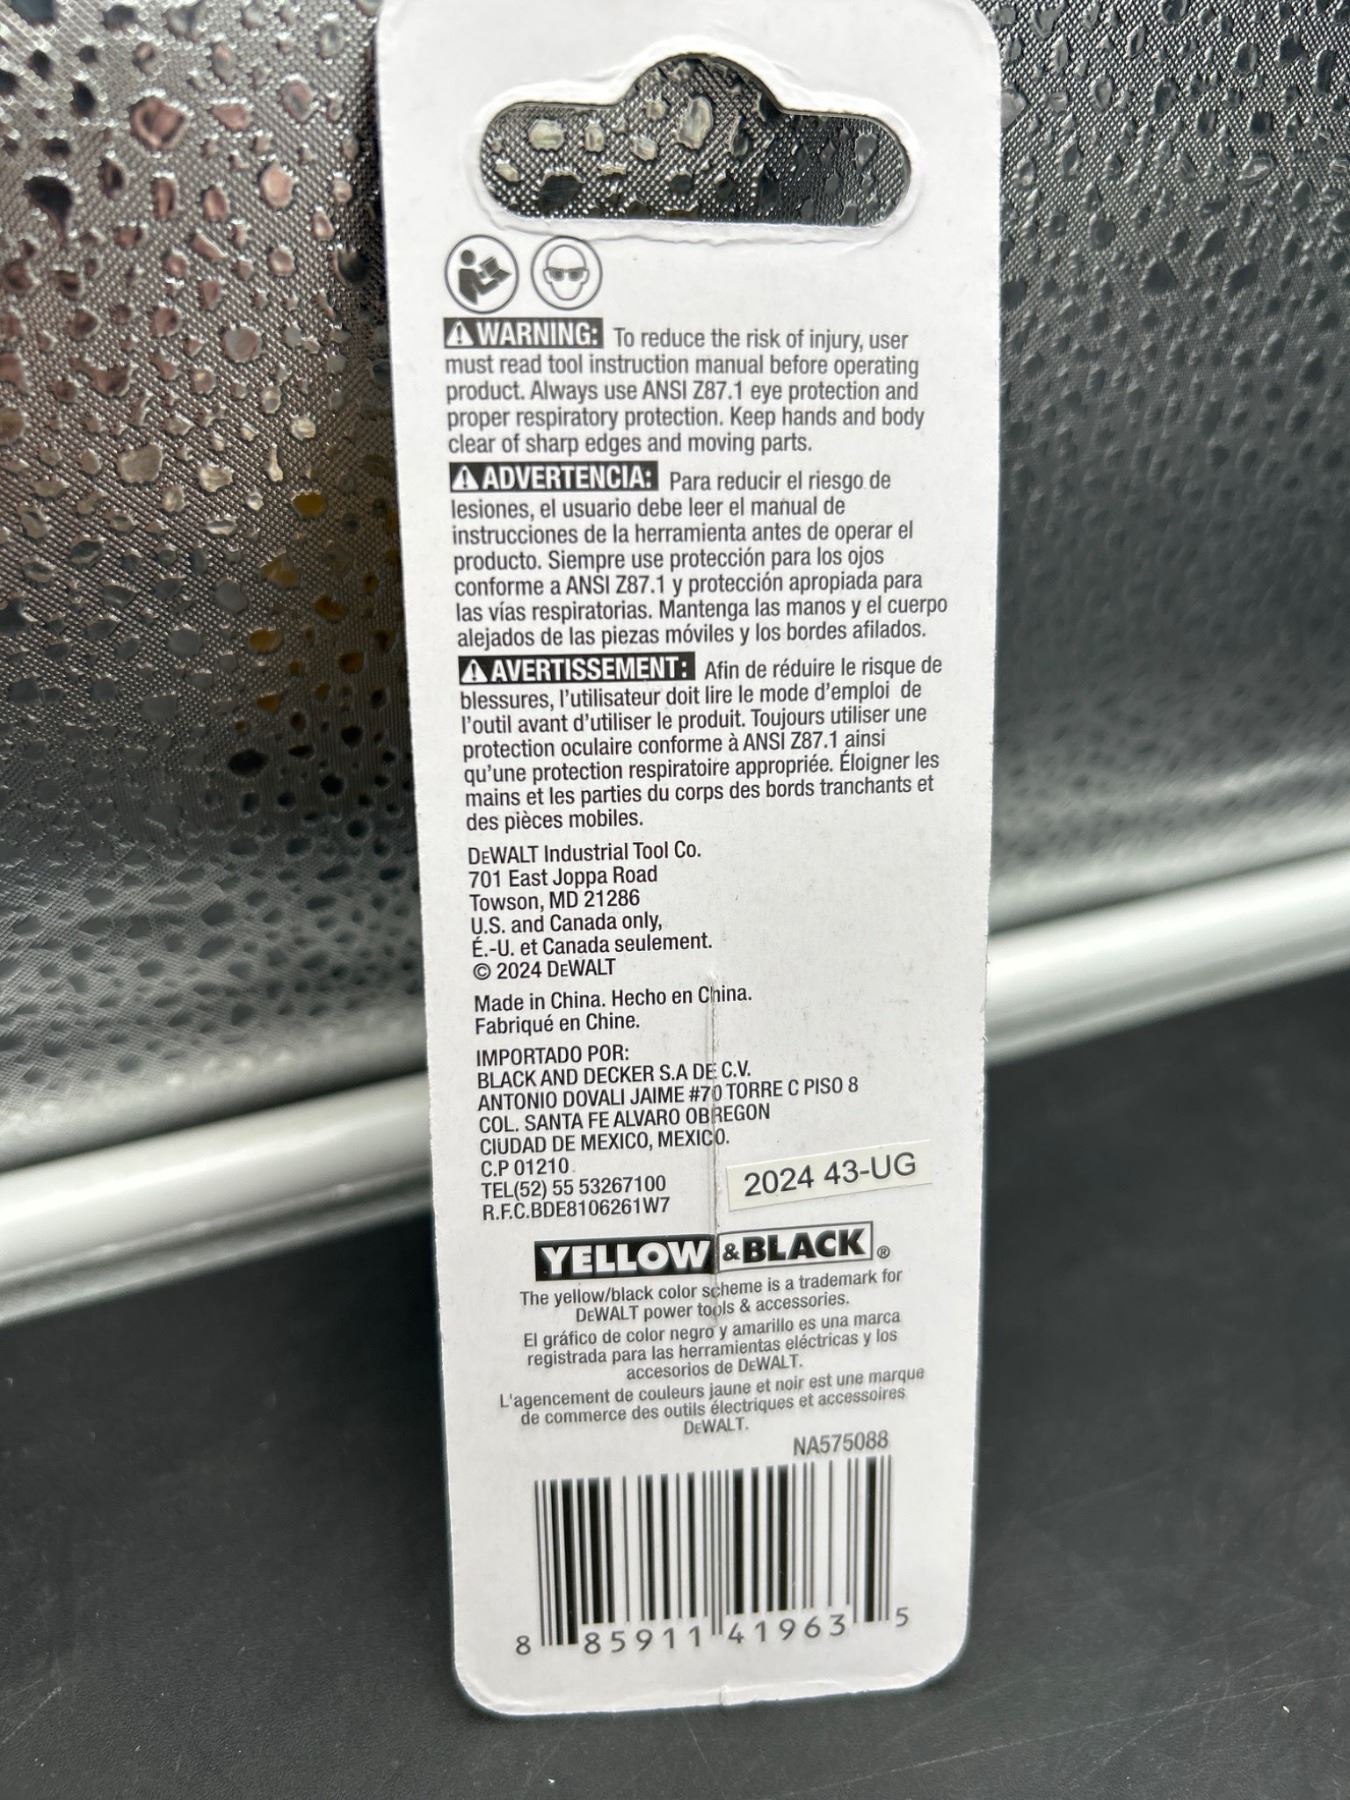 WARNING: To reduce the risk of injury, user
must read tool instruction manual before operating
product. Always use ANSI Z87.1 eye protection and
proper respiratory protection. Keep hands and body
clear of sharp edges and moving parts.
ADVERTENCIA: Para reducir el riesgo de
lesiones, el usuario debe leer el manual de
instrucciones de la herramienta antes de operar el
producto. Siempre use protección para los ojos
conforme a ANSI Z87.1 y protección apropiada para
las vías respiratorias. Mantenga las manos y el cuerpo
alejados de las piezas móviles y los bordes afilados.
AVERTISSEMENT: Afin de réduire le risque de
blessures, l'utilisateur doit lire le mode d'emploi de
l'outil avant d'utiliser le produit. Toujours utiliser une
protection oculaire conforme à ANSI Z87.1 ainsi
qu'une protection respiratoire appropriée. Éloigner les
mains et les parties du corps des bords tranchants et
des pièces mobiles.
DEWALT Industrial Tool Co.
701 East Joppa Road
Towson, MD 21286
U.S. and Canada only,
É.-U. et Canada seulement.
© 2024 DEWALT
Made in China. Hecho en China.
Fabriqué en Chine.
IMPORTADO POR:
BLACK AND DECKER S.A DE C.V.
ANTONIO DOVALI JAIME #70 TORRE C PISO 8
COL. SANTA FE ALVARO OBREGON
CIUDAD DE MEXICO, MEXICO.
C.P 01210
TEL(52) 55 53267100
R.F.C.BDE8106261W7
2024 43-UG
YELLOW &BLACK®
The yellow/black color scheme is a trademark for
DEWALT power tools & accessories.
El gráfico de color negro y amarillo es una marca
registrada para las herramientas eléctricas y los
accesorios de DEWALT.
L'agencement de couleurs jaune et noir est une marque
de commerce des outils électriques et accessoires
DEWALT.
NA575088
8 85911 41963 5